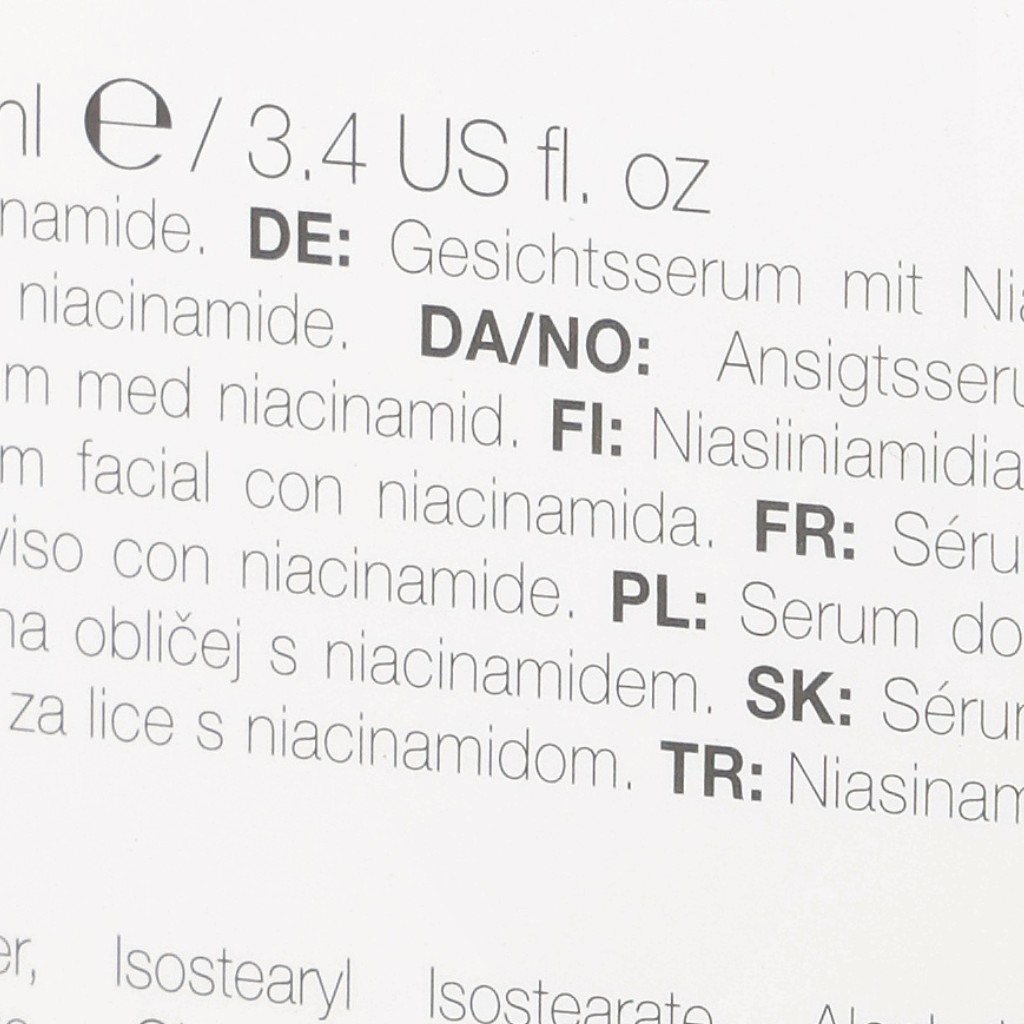 ml ℮ / 3.4 US fl. oz
namide. DE: Gesichtsserum mit Nia
niacinamide. DA/NO: Ansigtsseru
m med niacinamid. FI: Niasiiniamidia
m facial con niacinamida. FR: Séru
viso con niacinamide. PL: Serum do
na obličej s niacinamidem. SK: Sérum
za lice s niacinamidom. TR: Niasinam
er, Isostearyl Isostearate